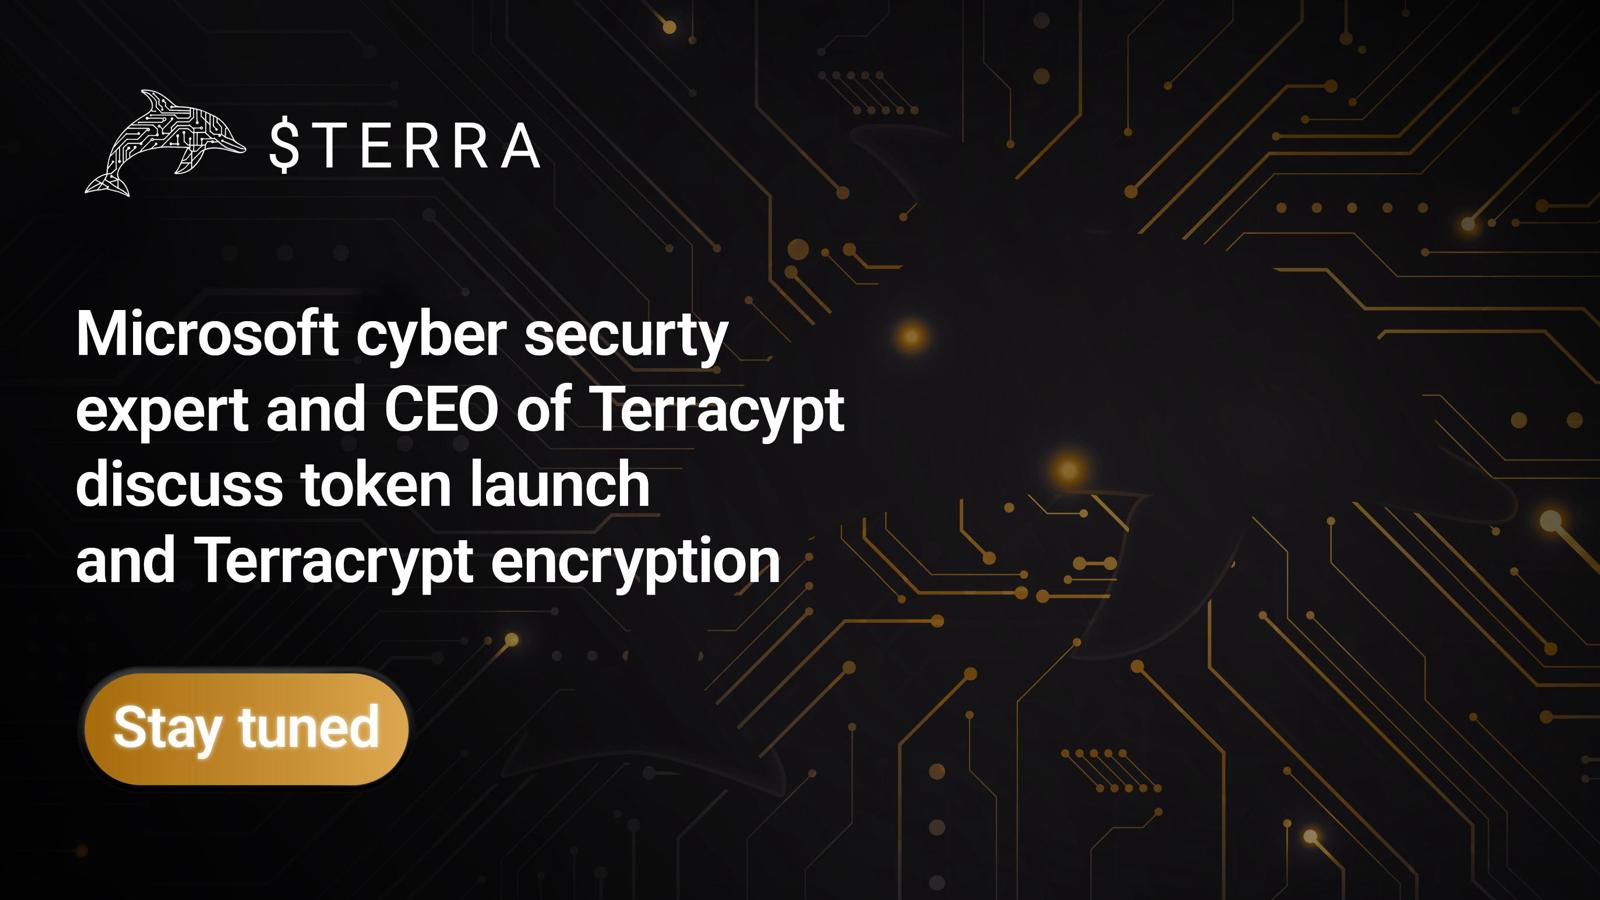 $TERRA
Microsoft cyber securty
expert and CEO of Terracypt
discuss token launch
and Terracrypt encryption
Stay tuned